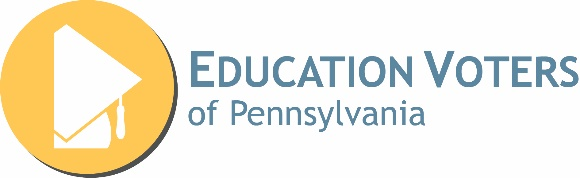 EDUCATION VOTERS
of Pennsylvania